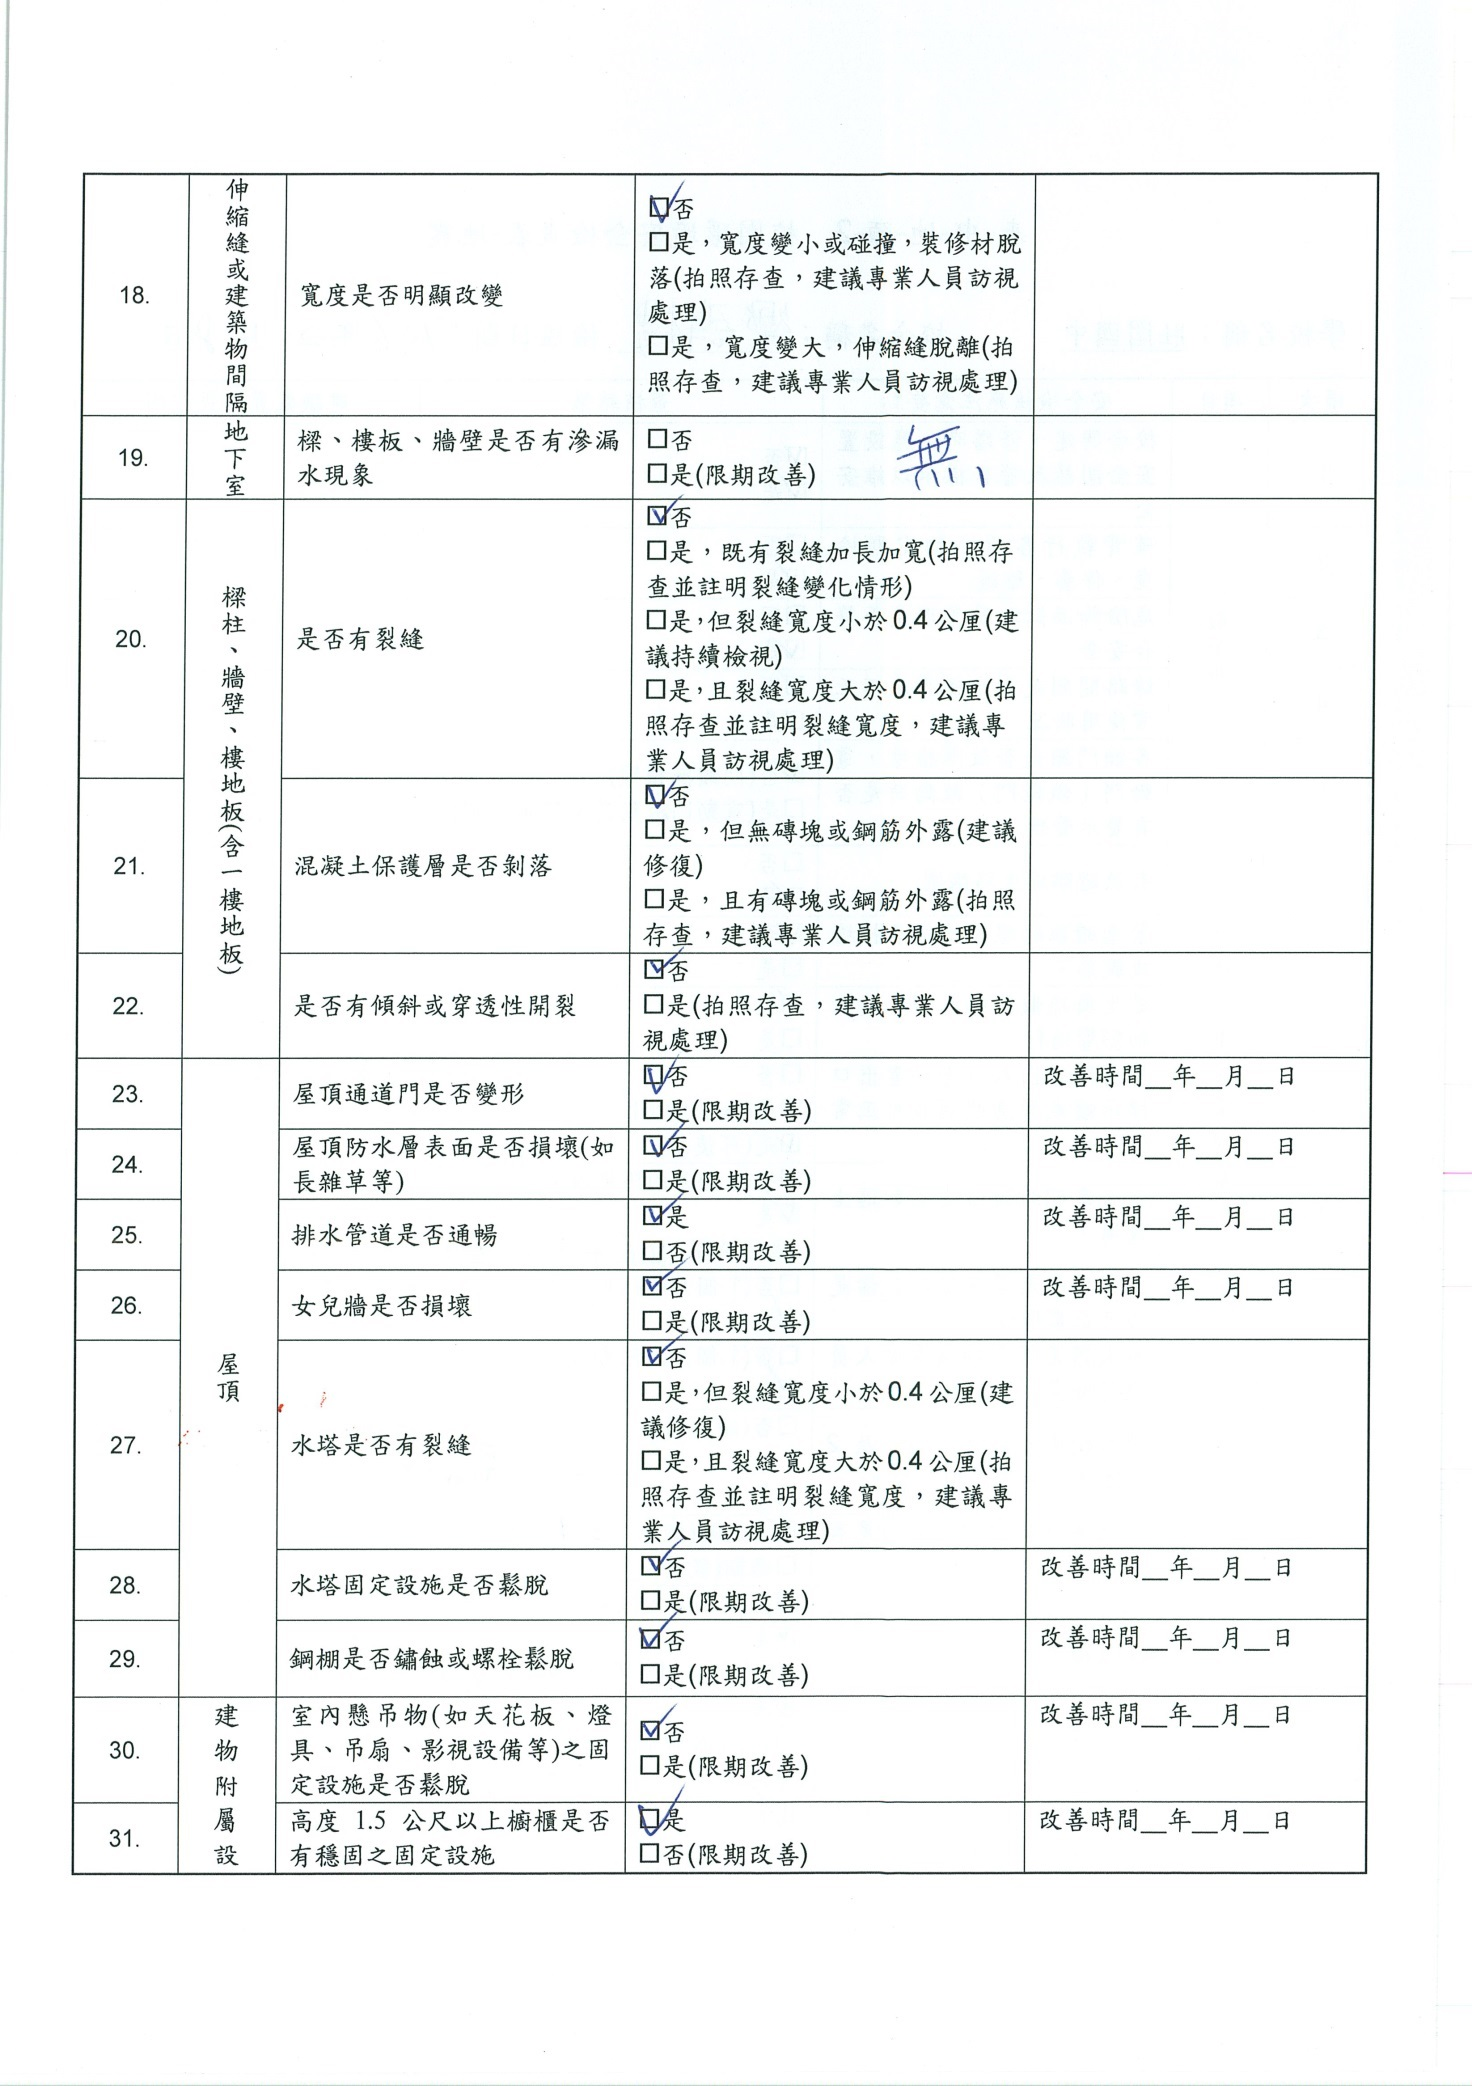 18.
伸縮縫或建築物間隔
寬度是否明顯改變
☑否
□是，寬度變小或碰撞，裝修材脫
落(拍照存查，建議專業人員訪視
處理)
□是，寬度變大，伸縮縫脫離(拍
照存查，建議專業人員訪視處理)
19.
地下室
樑、樓板、牆壁是否有滲漏
水現象
□否
□是(限期改善)
無
20.
樑柱、牆壁、樓地板(含一樓地板)
是否有裂縫
☑否
□是，既有裂縫加長加寬(拍照存
查並註明裂縫變化情形)
□是，但裂縫寬度小於0.4公厘(建
議持續檢視)
□是，且裂縫寬度大於0.4公厘(拍
照存查並註明裂縫寬度，建議專
業人員訪視處理)
21.
混凝土保護層是否剝落
☑否
□是，但無磚塊或鋼筋外露(建議
修復)
□是，且有磚塊或鋼筋外露(拍照
存查，建議專業人員訪視處理)
22.
是否有傾斜或穿透性開裂
☑否
□是(拍照存查，建議專業人員訪
視處理)
23.
屋頂
屋頂通道門是否變形
☑否
□是(限期改善)
改善時間__年__月__日
24.
屋頂防水層表面是否損壞(如
長雜草等)
☑否
□是(限期改善)
改善時間__年__月__日
25.
排水管道是否通暢
☑是
□否(限期改善)
改善時間__年__月__日
26.
女兒牆是否損壞
☑否
□是(限期改善)
改善時間__年__月__日
27.
水塔是否有裂縫
☑否
□是，但裂縫寬度小於0.4公厘(建
議修復)
□是，且裂縫寬度大於0.4公厘(拍
照存查並註明裂縫寬度，建議專
業人員訪視處理)
28.
水塔固定設施是否鬆脫
☑否
□是(限期改善)
改善時間__年__月__日
29.
鋼棚是否鏽蝕或螺栓鬆脫
☑否
□是(限期改善)
改善時間__年__月__日
30.
建物附屬設
室內懸吊物(如天花板、燈
具、吊扇、影視設備等)之固
定設施是否鬆脫
☑否
□是(限期改善)
改善時間__年__月__日
31.
高度 1.5 公尺以上櫥櫃是否
有穩固之固定設施
☑是
□否(限期改善)
改善時間__年__月__日